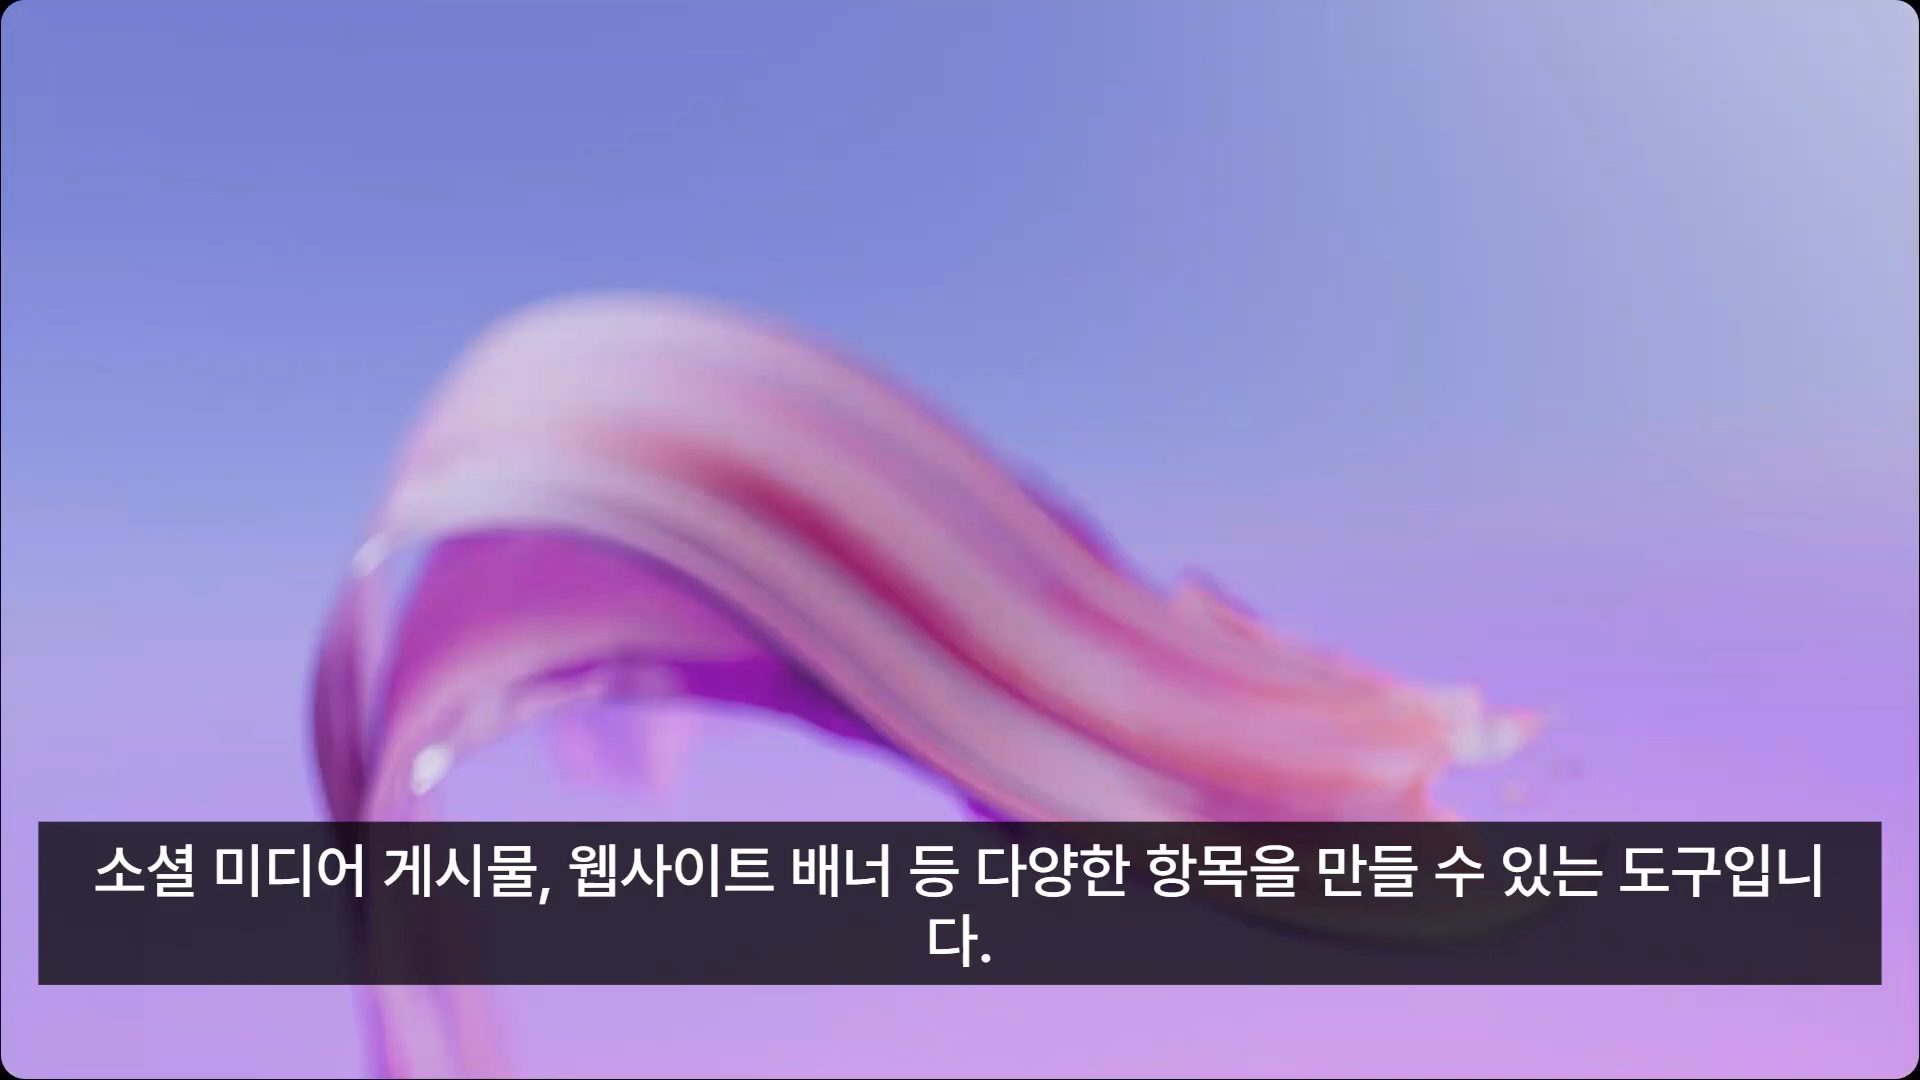 소셜 미디어 게시물, 웹사이트 배너 등 다양한 항목을 만들 수 있는 도구입니
다.